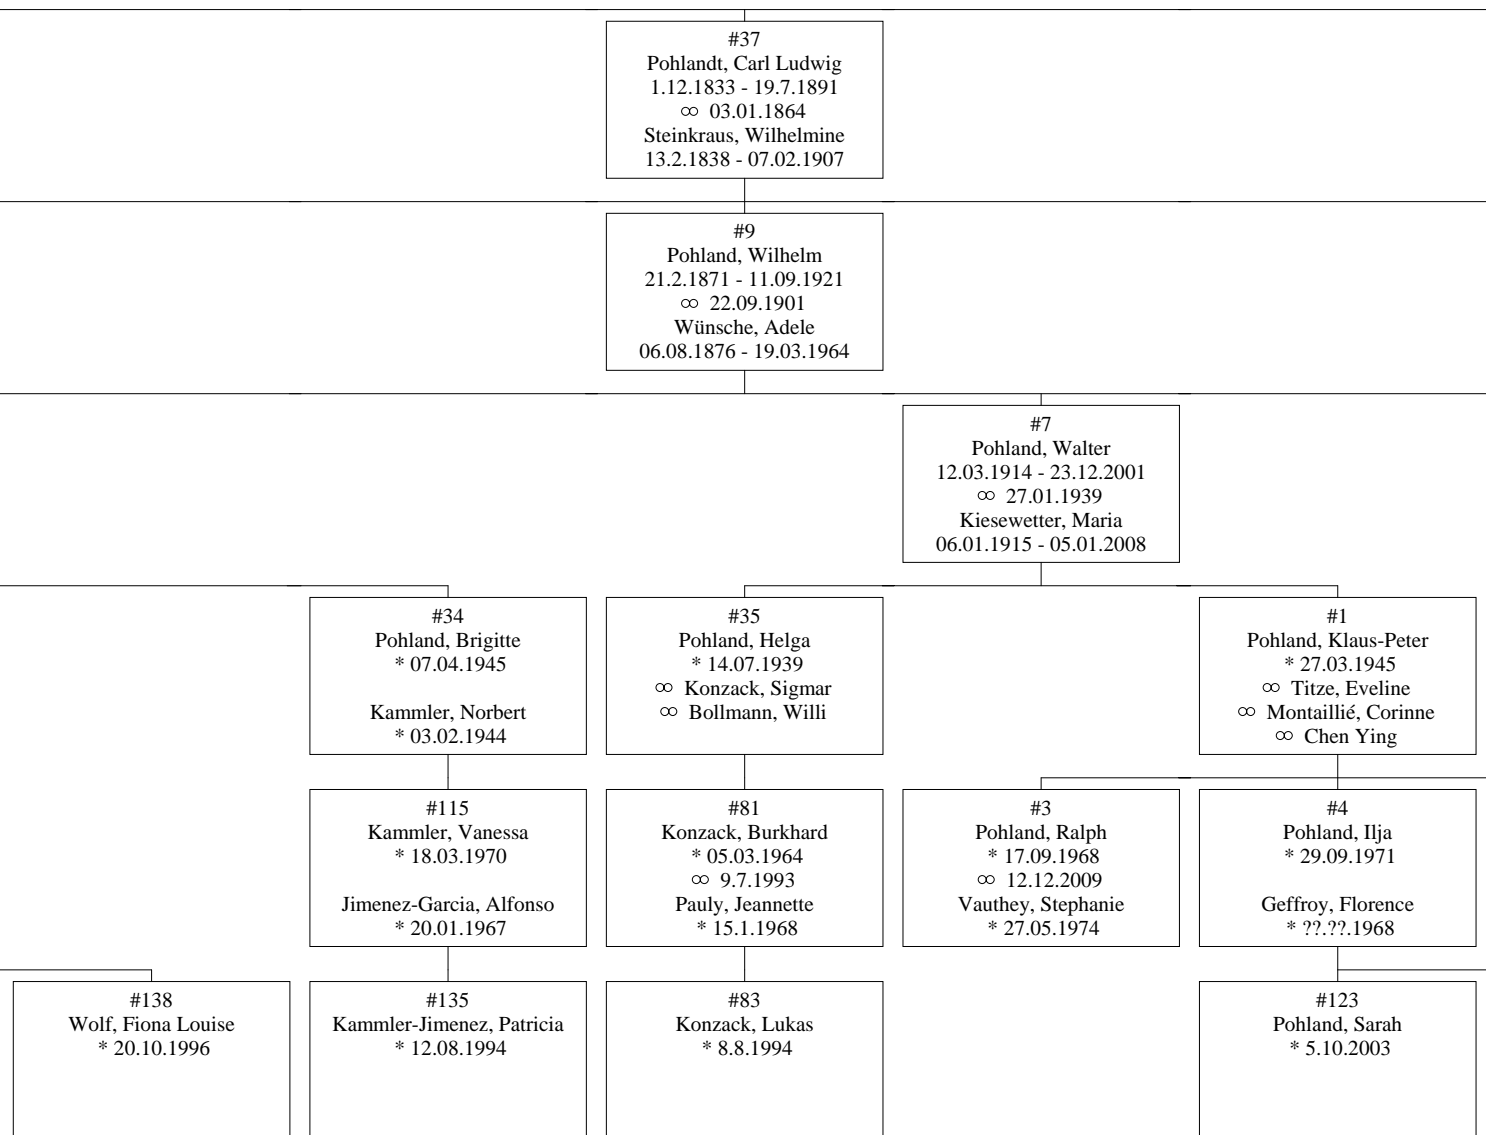 #37
Pohlandt, Carl Ludwig
1.12.1833 - 19.7.1891
∞ 03.01.1864
Steinkraus, Wilhelmine
13.2.1838 - 07.02.1907
#9
Pohland, Wilhelm
21.2.1871 - 11.09.1921
∞ 22.09.1901
Wünsche, Adele
06.08.1876 - 19.03.1964
#7
Pohland, Walter
12.03.1914 - 23.12.2001
∞ 27.01.1939
Kiesewetter, Maria
06.01.1915 - 05.01.2008
#34
Pohland, Brigitte
* 07.04.1945
Kammler, Norbert
* 03.02.1944
#35
Pohland, Helga
* 14.07.1939
∞ Konzack, Sigmar
∞ Bollmann, Willi
#1
Pohland, Klaus-Peter
* 27.03.1945
∞ Titze, Eveline
∞ Montaillié, Corinne
∞ Chen Ying
#115
Kammler, Vanessa
* 18.03.1970
Jimenez-Garcia, Alfonso
* 20.01.1967
#81
Konzack, Burkhard
* 05.03.1964
∞ 9.7.1993
Pauly, Jeannette
* 15.1.1968
#3
Pohland, Ralph
* 17.09.1968
∞ 12.12.2009
Vauthey, Stephanie
* 27.05.1974
#4
Pohland, Ilja
* 29.09.1971
Geffroy, Florence
* ??.??.1968
#138
Wolf, Fiona Louise
* 20.10.1996
#135
Kammler-Jimenez, Patricia
* 12.08.1994
#83
Konzack, Lukas
* 8.8.1994
#123
Pohland, Sarah
* 5.10.2003